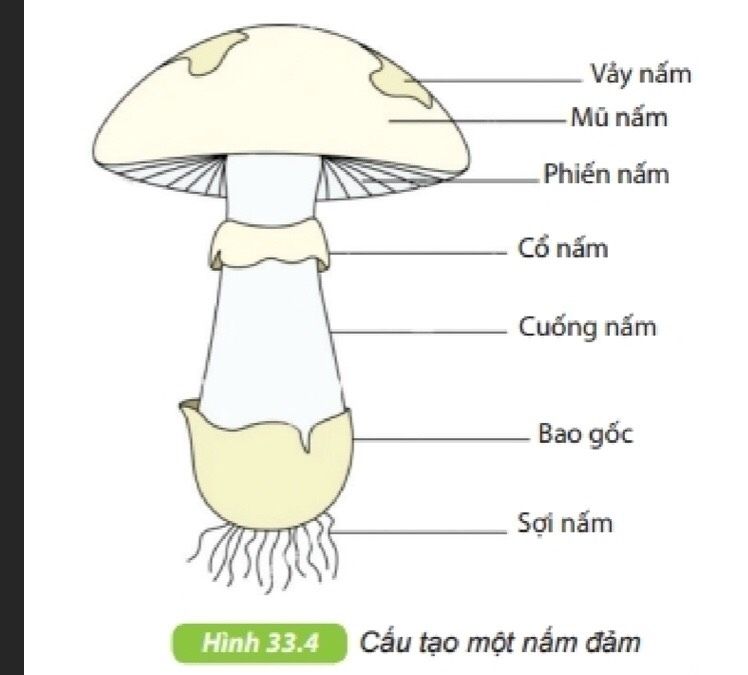 Vảy nấm
Mũ nấm
Phiến nấm
Cổ nấm
Cuống nấm
Bao gốc
Sợi nấm
Hình 33.4 Cấu tạo một nấm đảm